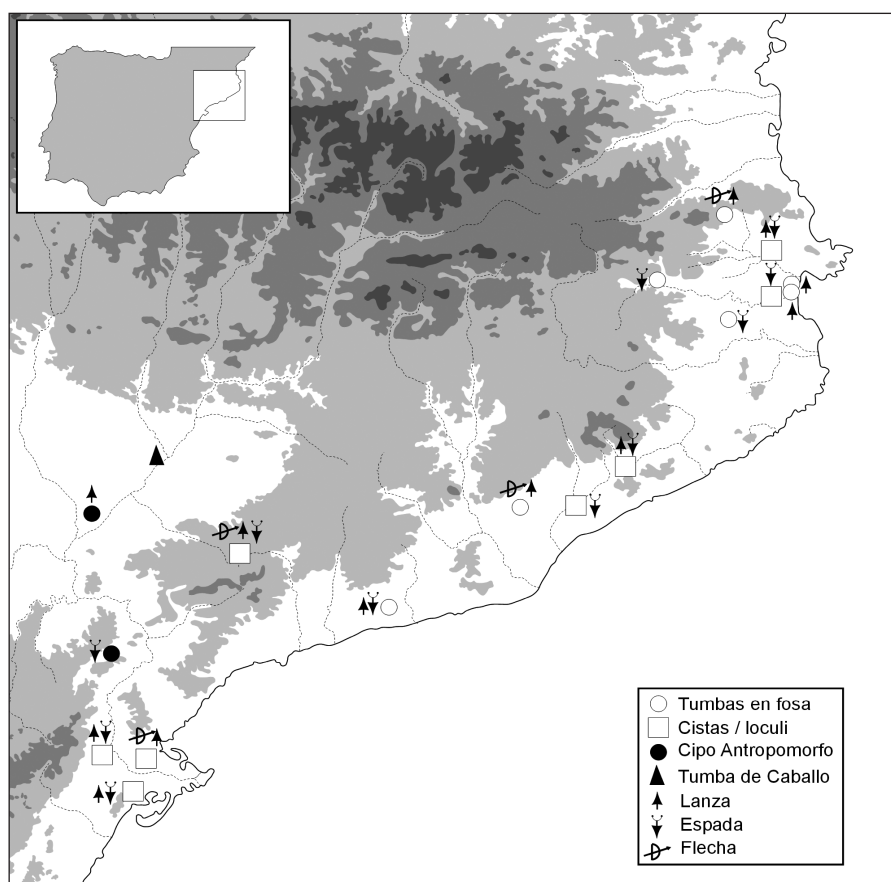 Tumbas en fosa
Cistas / loculi
Cipo Antropomorfo
Tumba de Caballo
Lanza
Espada
Flecha